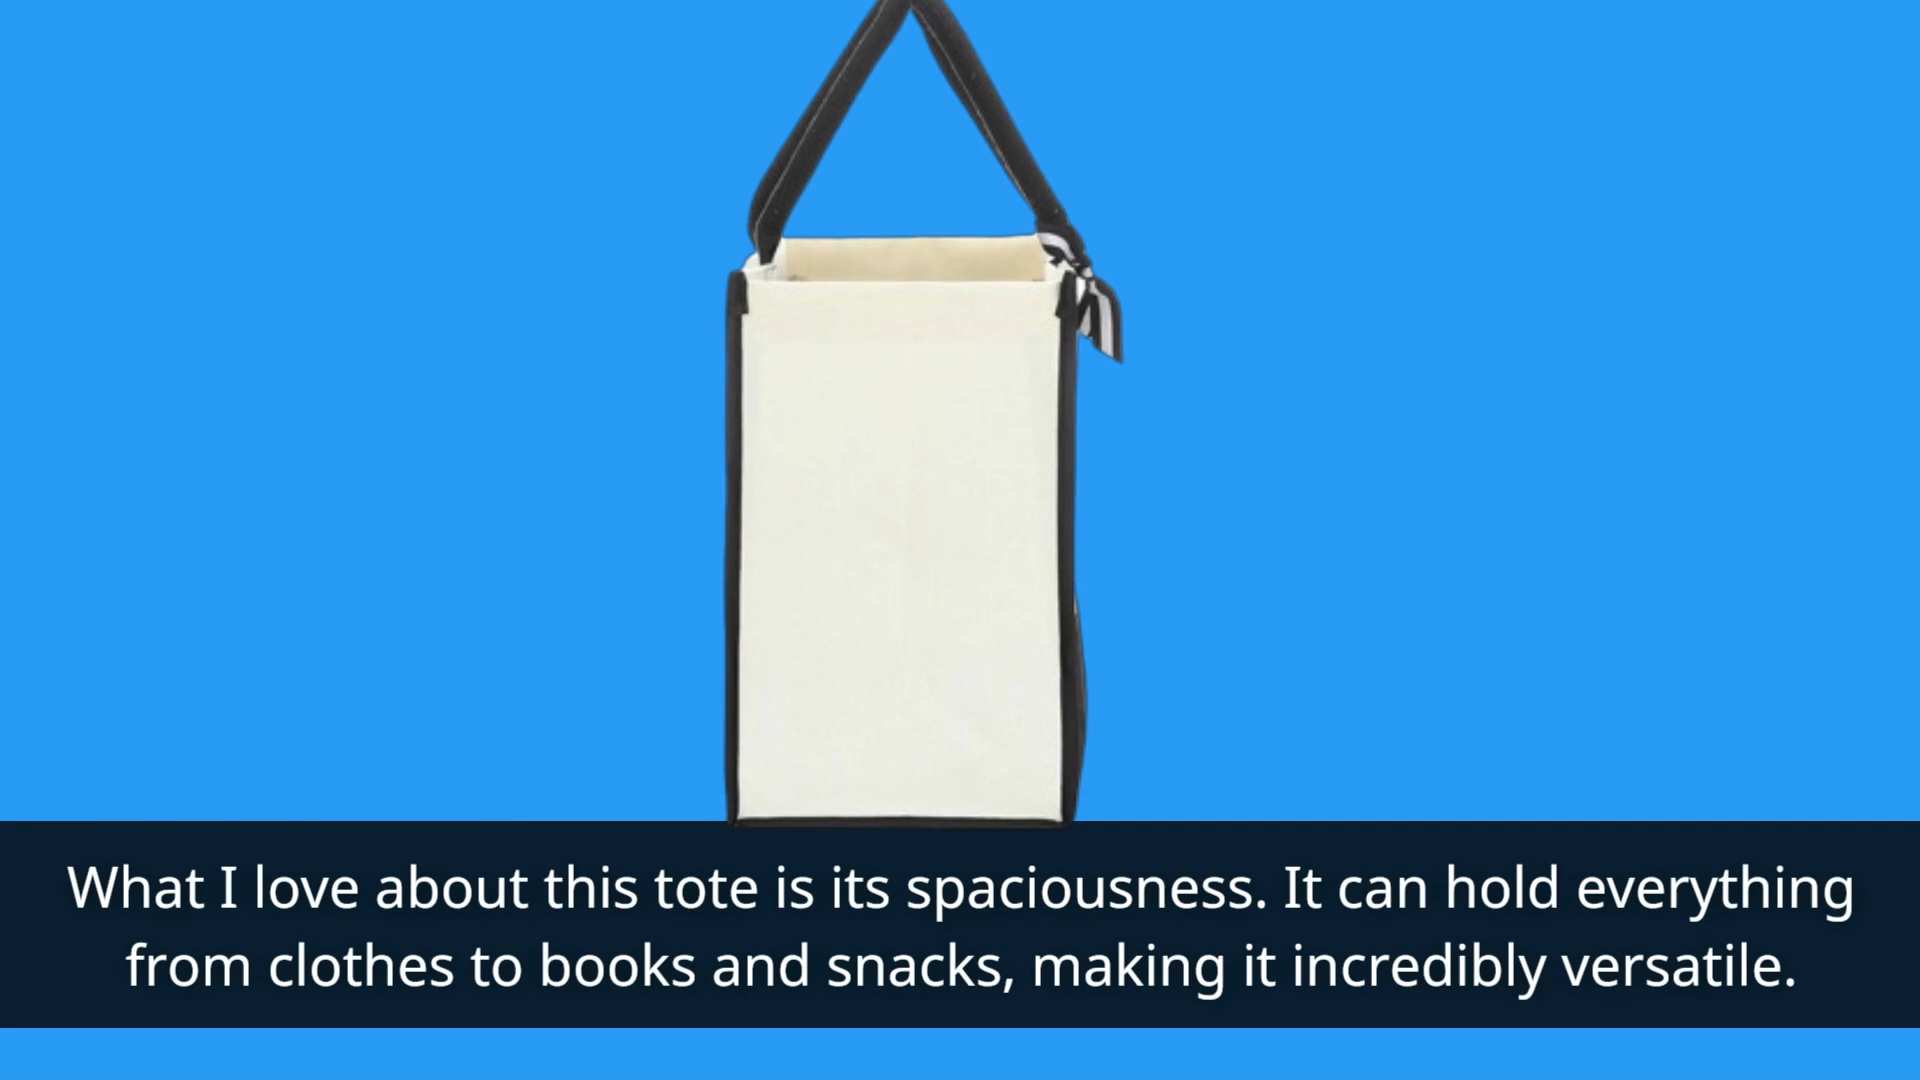 What I love about this tote is its spaciousness. It can hold everything
from clothes to books and snacks, making it incredibly versatile.